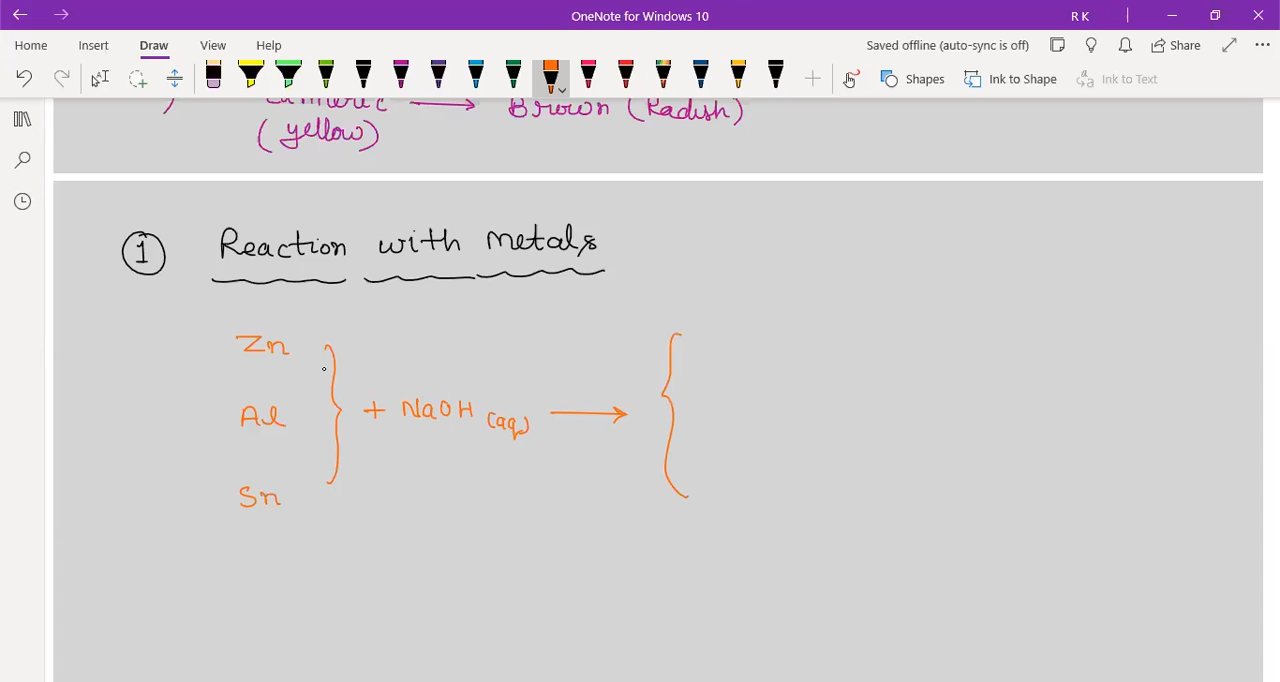 OneNote for Windows 10
R K
Home Insert Draw View Help
Saved offline (auto-sync is off)
Share
Shapes
Ink to Shape
Ink to Text
Brown (Radish)
(yellow)
1 Reaction with metals
Zn
Al
+ NaOH (aq) →
Sn